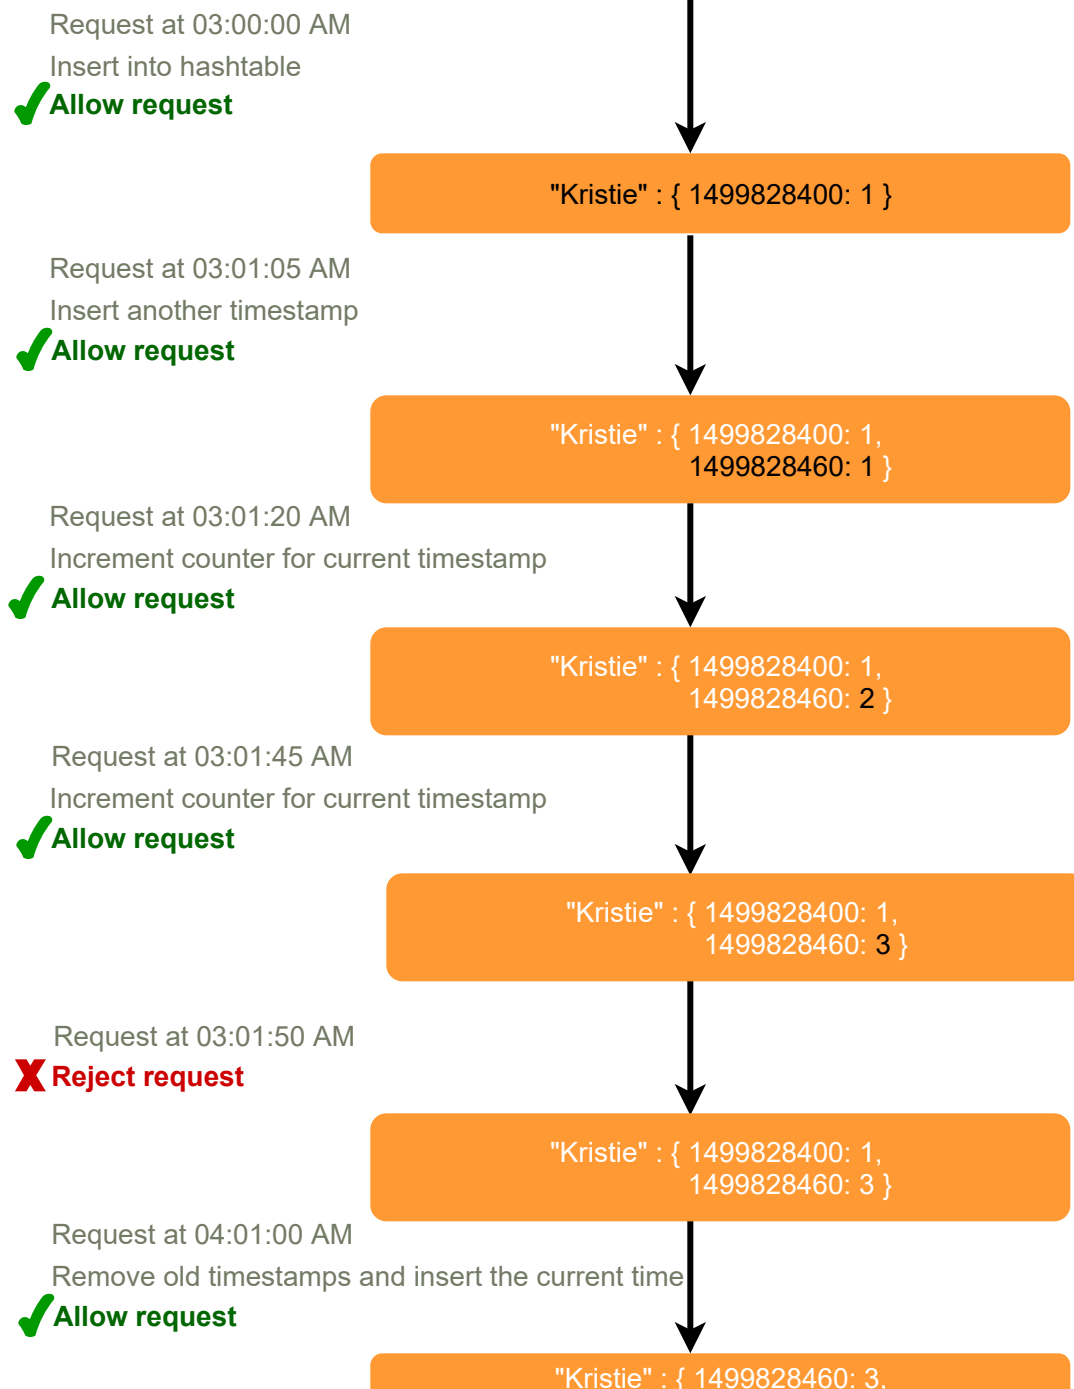 Request at 03:00:00 AM
Insert into hashtable
Allow request
"Kristie" : { 1499828400: 1 }
Request at 03:01:05 AM
Insert another timestamp
Allow request
"Kristie" : { 1499828400: 1,
1499828460: 1 }
Request at 03:01:20 AM
Increment counter for current timestamp
Allow request
"Kristie" : { 1499828400: 1,
1499828460: 2 }
Request at 03:01:45 AM
Increment counter for current timestamp
Allow request
"Kristie" : { 1499828400: 1,
1499828460: 3 }
Request at 03:01:50 AM
Reject request
"Kristie" : { 1499828400: 1,
1499828460: 3 }
Request at 04:01:00 AM
Remove old timestamps and insert the current time
Allow request
"Kristie" : { 1499828460: 3,